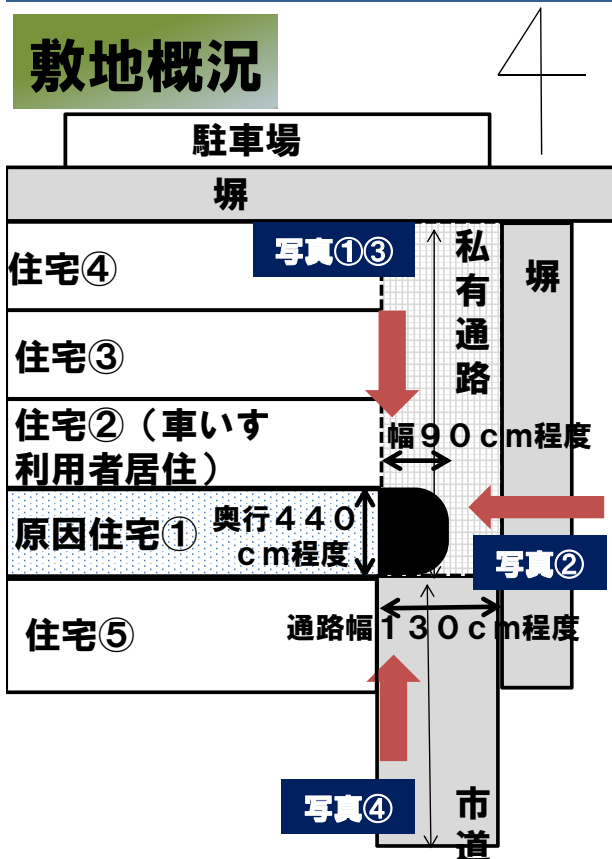 敷地概況
駐車場
塀
写真①③
私有通路
塀
住宅④
住宅③
住宅②(車いす
利用者居住)
幅90cm程度
原因住宅①
奥行440
cm程度
写真②
住宅⑤
通路幅130cm程度
写真④
市道